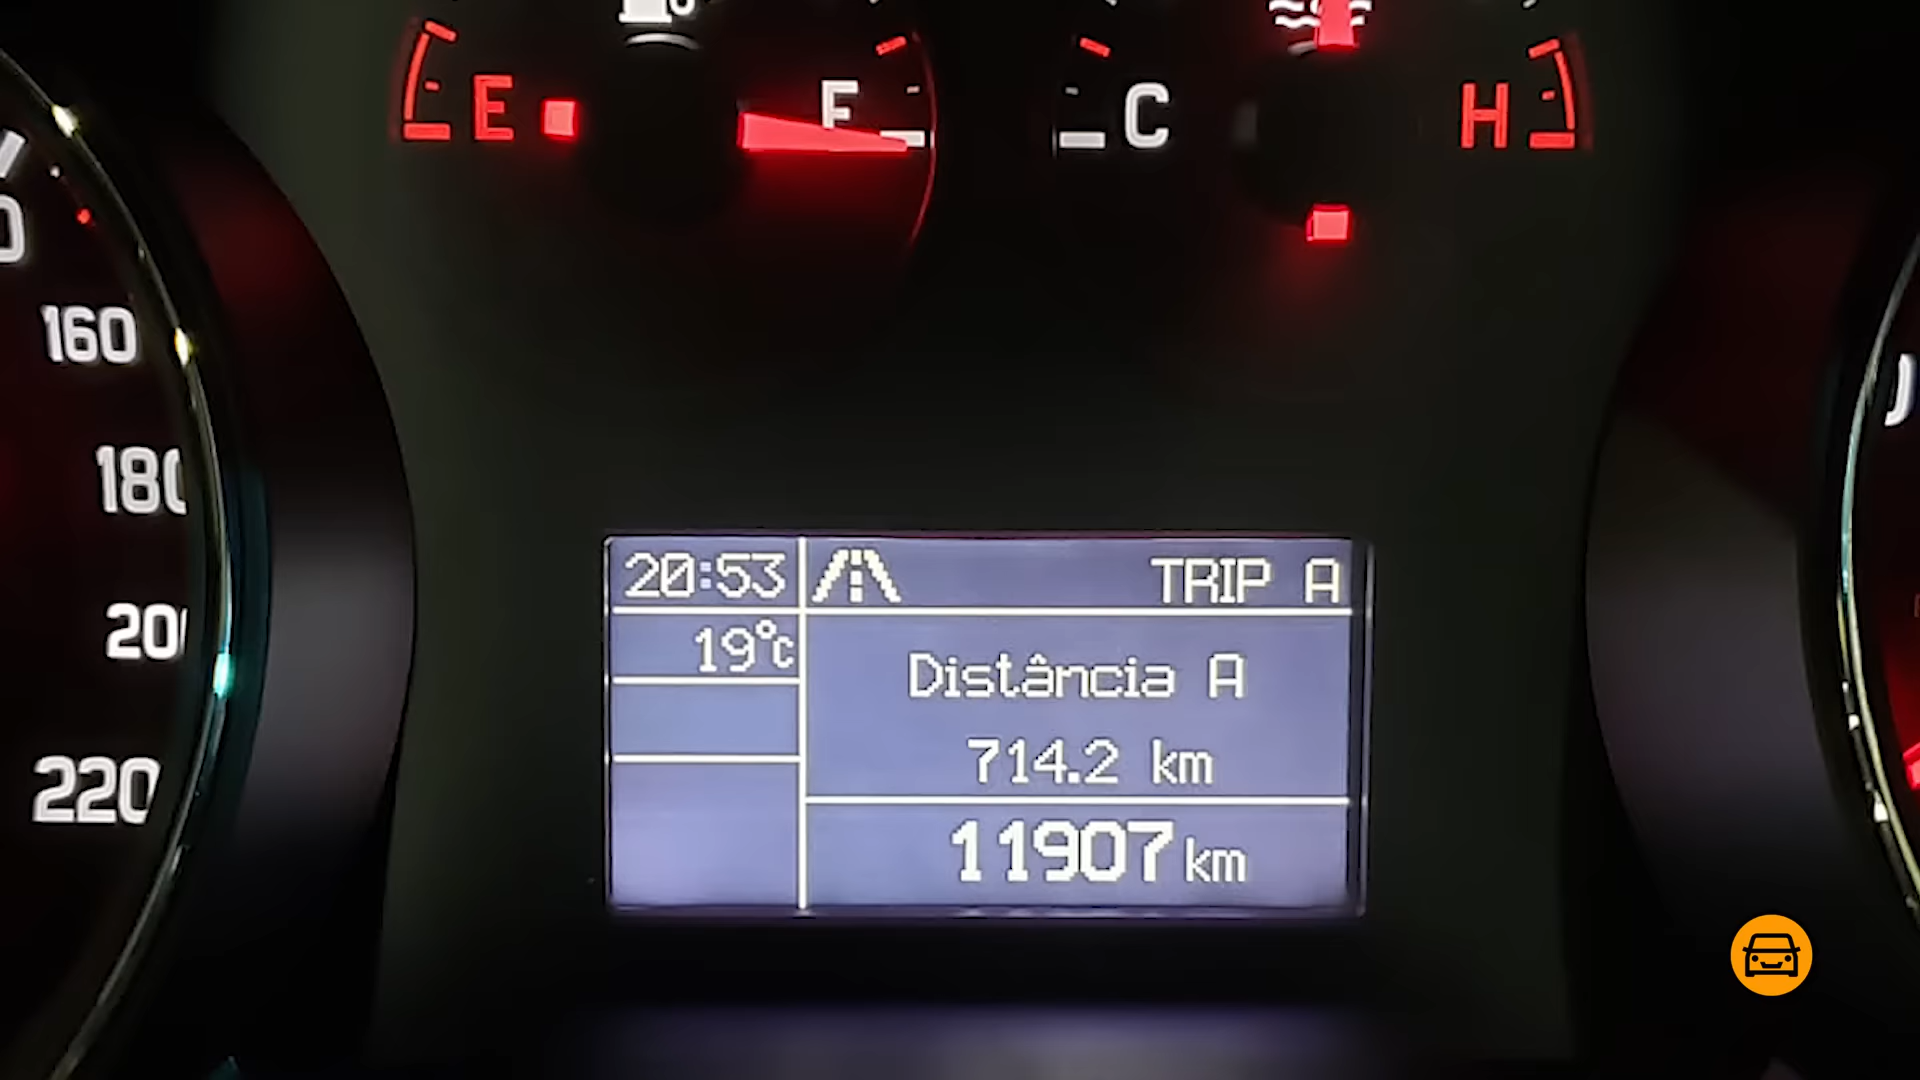 E F C H
160
180
220
20:53 TRIP A
19°C
Distância A
714.2 km
11907 km